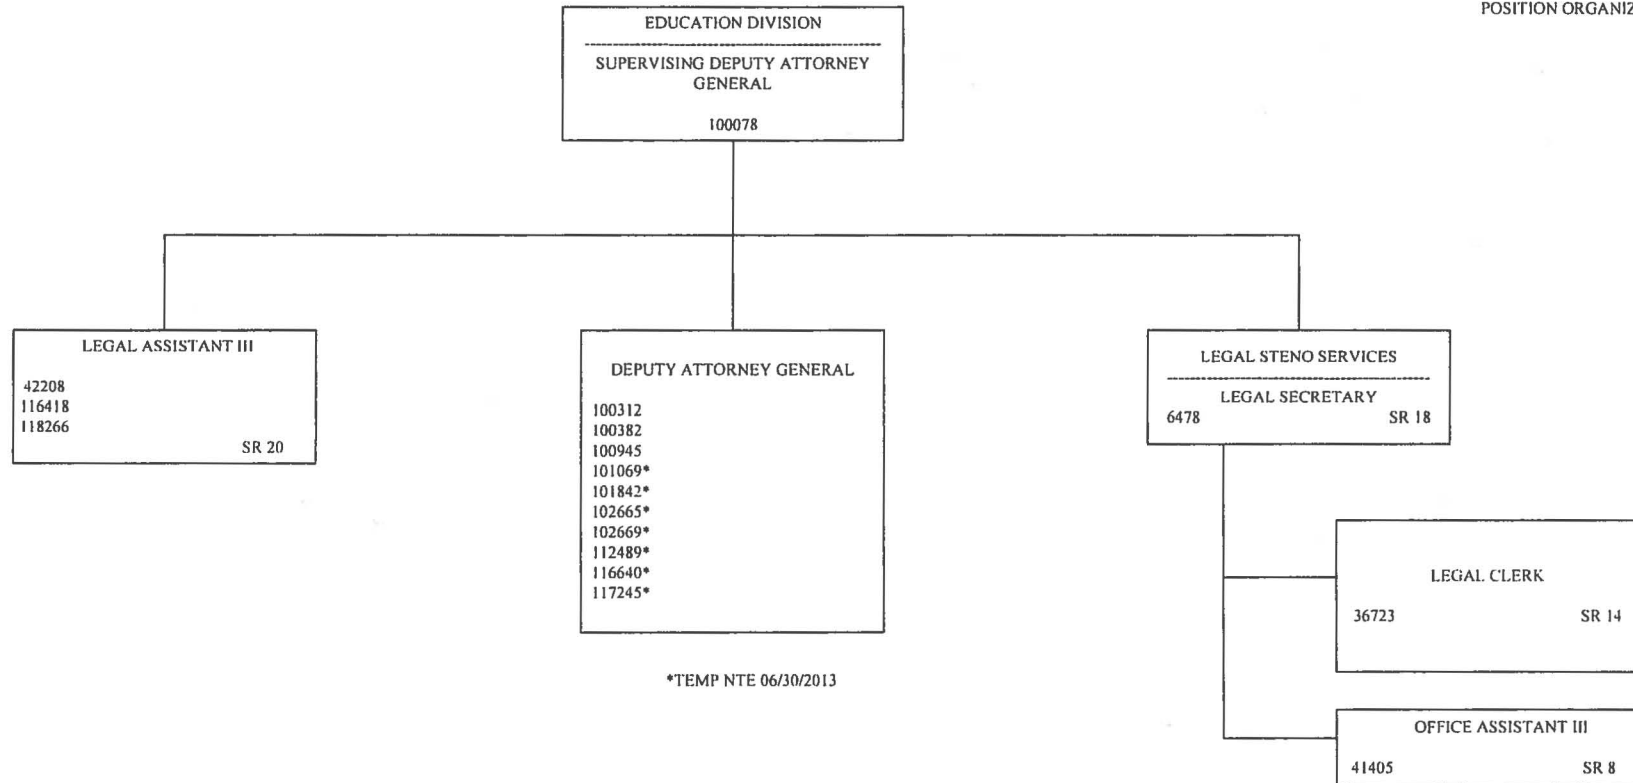 POSITION ORGANIZ
EDUCATION DIVISION
SUPERVISING DEPUTY ATTORNEY
GENERAL
100078
LEGAL ASSISTANT III
42208
116418
118266
SR 20
DEPUTY ATTORNEY GENERAL
100312
100382
100945
101069*
101842*
102665*
102669*
112489*
116640*
117245*
*TEMP NTE 06/30/2013
LEGAL STENO SERVICES
LEGAL SECRETARY
6478 SR 18
LEGAL CLERK
36723 SR 14
OFFICE ASSISTANT III
41405 SR 8